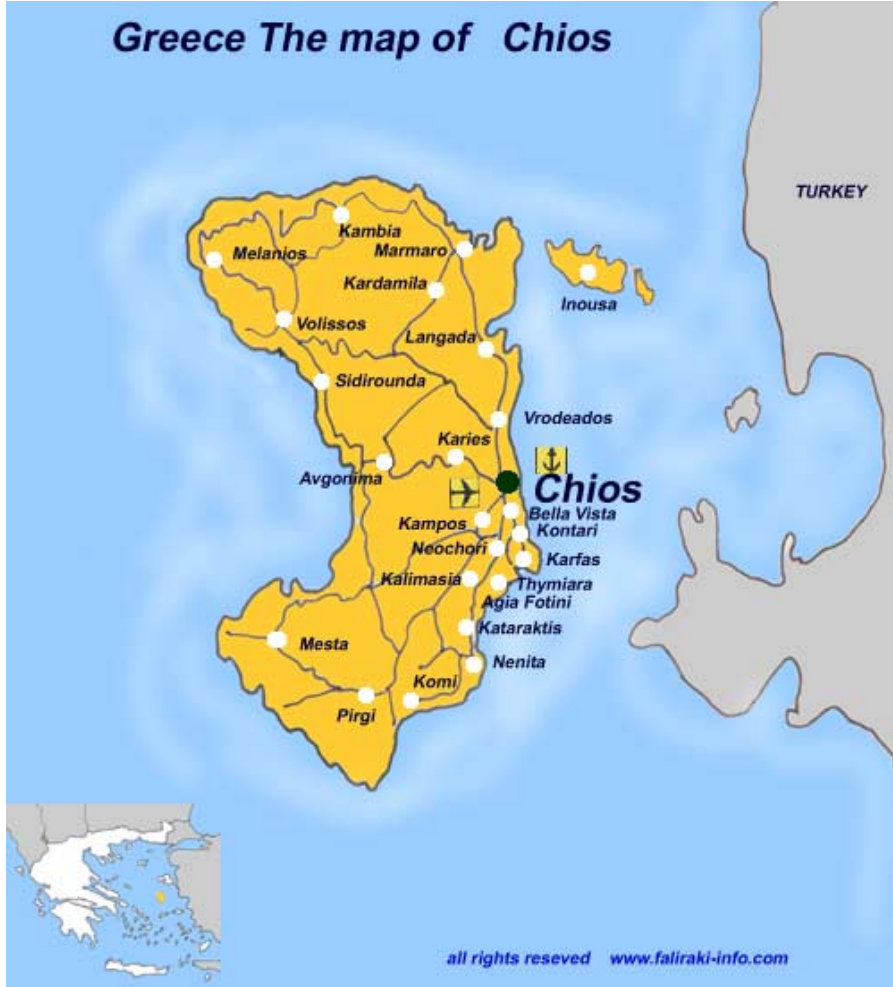 Greece The map of Chios
TURKEY
Kambia
Marmaro
Melanios
Kardamila
Inousa
Volissos
Langada
Sidirounda
Vrodeados
Karies
Avgonima
Chios
Bella Vista
Kampos
Kontari
Neochori
Karfas
Kalimasia
Thymiara
Agia Fotini
Kataraktis
Mesta
Nenita
Komi
Pirgi
all rights reseved www.faliraki-info.com